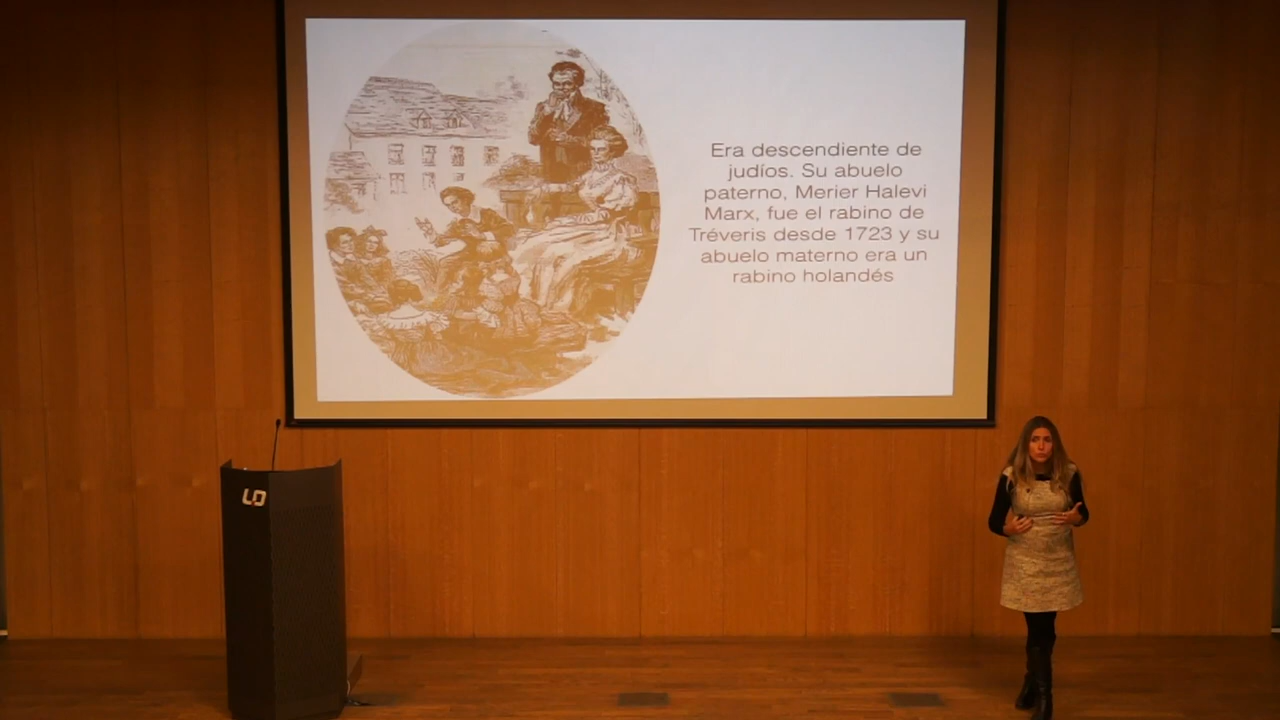 Era descendiente de
judíos. Su abuelo
paterno, Merier Halevi
Marx, fue el rabino de
Tréveris desde 1723 y su
abuelo materno era un
rabino holandés
UD